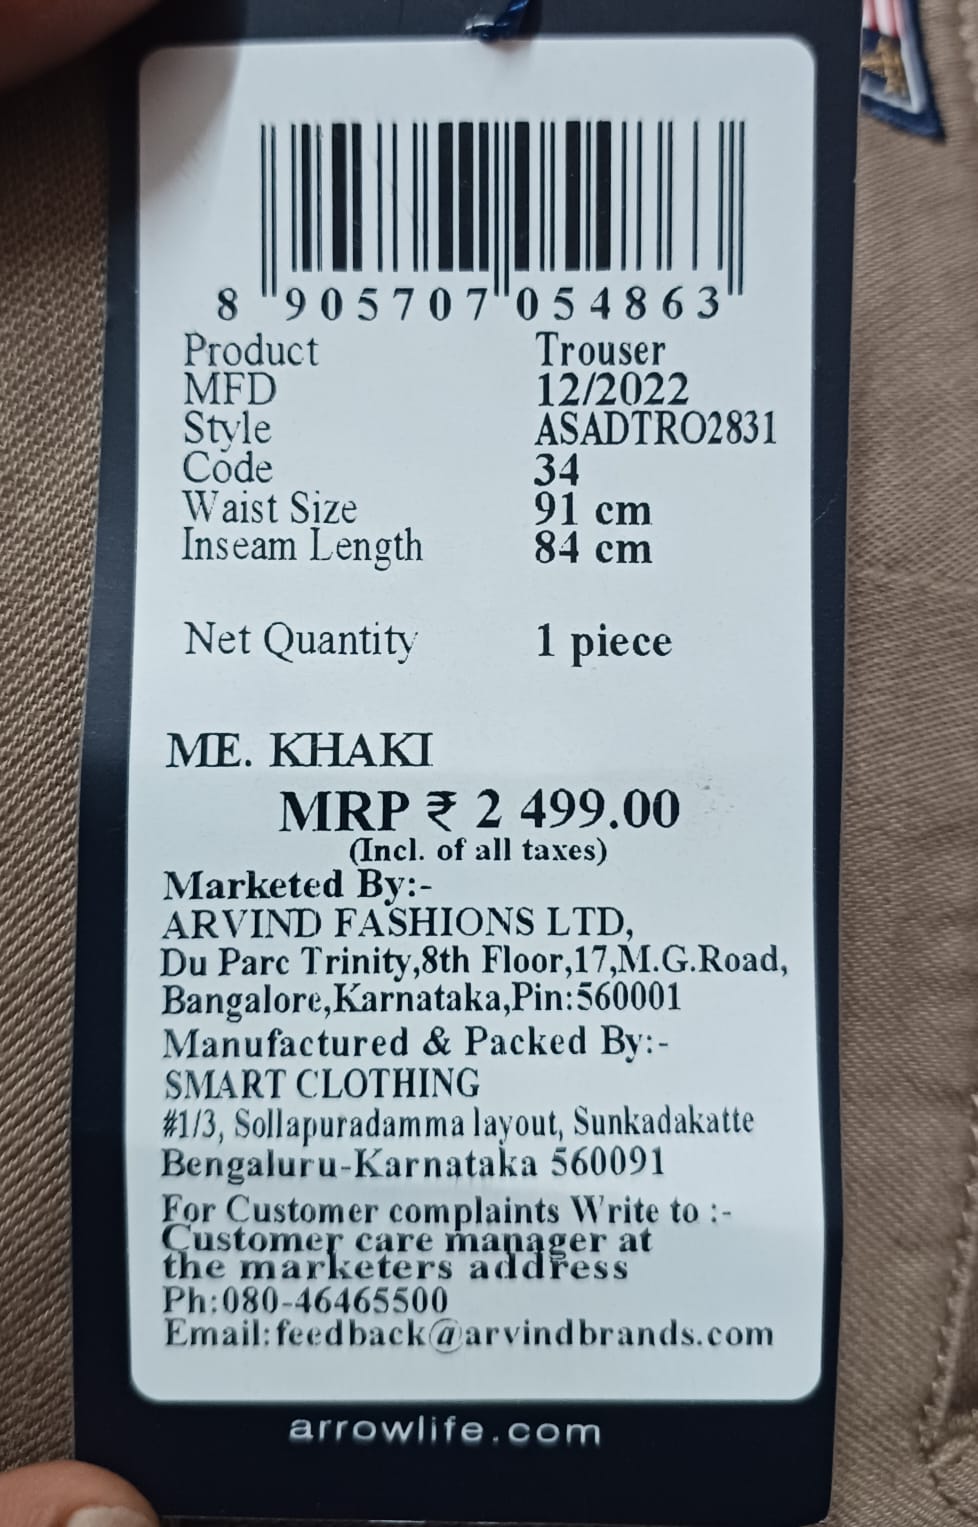 8 905707 054863
Product Trouser
MFD 12/2022
Style ASADTRO2831
Code 34
Waist Size 91 cm
Inseam Length 84 cm
Net Quantity 1 piece
ME. KHAKI
MRP ₹ 2 499.00
(Incl. of all taxes)
Marketed By:-
ARVIND FASHIONS LTD,
Du Parc Trinity,8th Floor,17,M.G.Road,
Bangalore,Karnataka,Pin:560001
Manufactured & Packed By:-
SMART CLOTHING
#1/3, Sollapuradamma layout, Sunkadakatte
Bengaluru-Karnataka 560091
For Customer complaints Write to :-
Customer care manager at
the marketers address
Ph:080-46465500
Email:feedback@arvindbrands.com
arrowlife.com